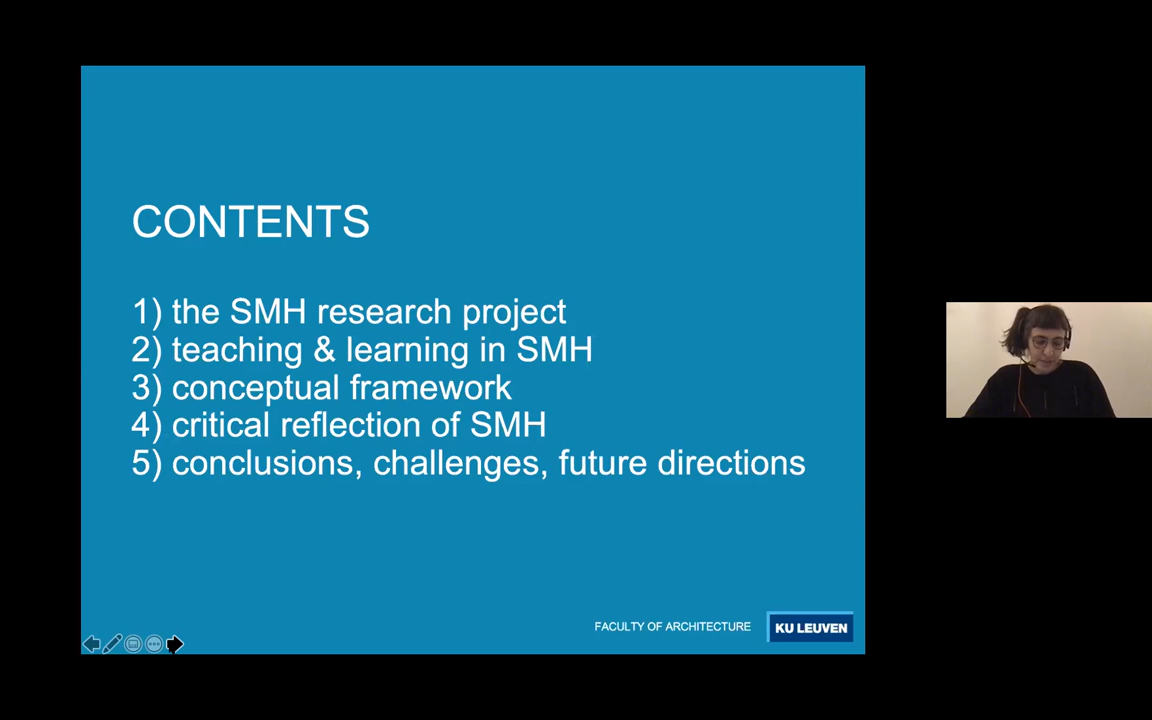 CONTENTS
1) the SMH research project
2) teaching & learning in SMH
3) conceptual framework
4) critical reflection of SMH
5) conclusions, challenges, future directions
FACULTY OF ARCHITECTURE
KU LEUVEN